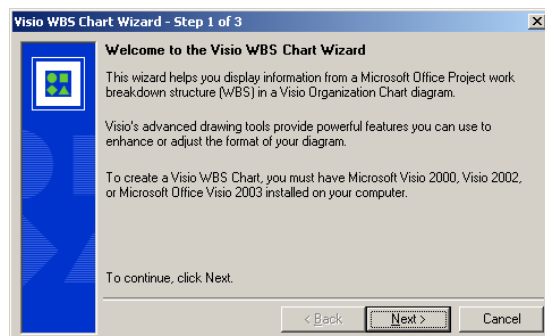 Visio WBS Chart Wizard - Step 1 of 3
Welcome to the Visio WBS Chart Wizard
This wizard helps you display information from a Microsoft Office Project work
breakdown structure (WBS) in a Visio Organization Chart diagram.
Visio's advanced drawing tools provide powerful features you can use to
enhance or adjust the format of your diagram.
To create a Visio WBS Chart, you must have Microsoft Visio 2000, Visio 2002,
or Microsoft Office Visio 2003 installed on your computer.
To continue, click Next.
< Back Next > Cancel